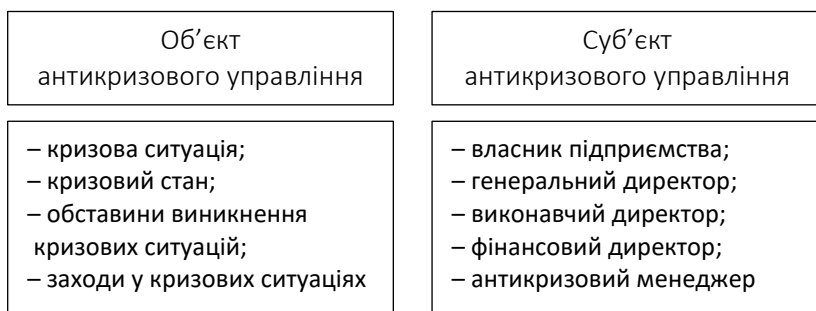 Об’єкт
антикризового управління
– кризова ситуація;
– кризовий стан;
– обставини виникнення
кризових ситуацій;
– заходи у кризових ситуаціях
Суб’єкт
антикризового управління
– власник підприємства;
– генеральний директор;
– виконавчий директор;
– фінансовий директор;
– антикризовий менеджер